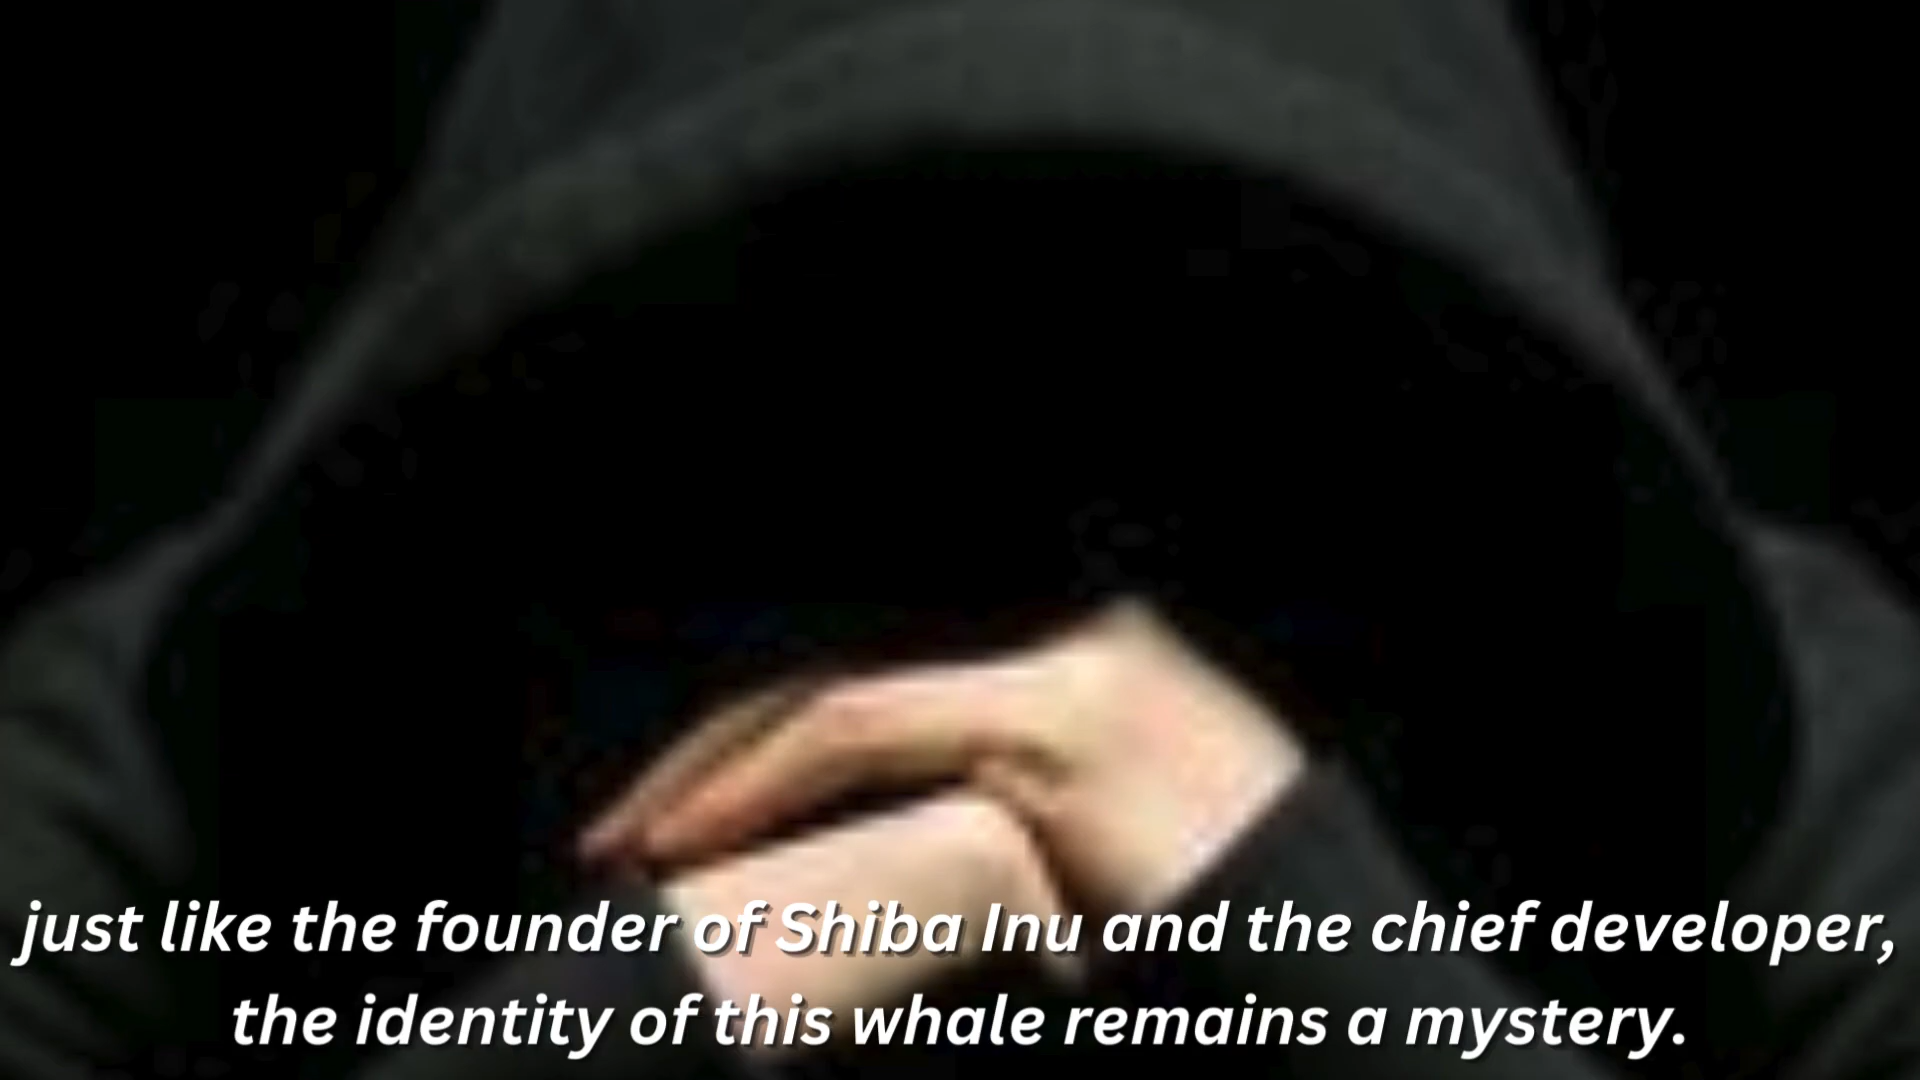 just like the founder of Shiba Inu and the chief developer,
the identity of this whale remains a mystery.